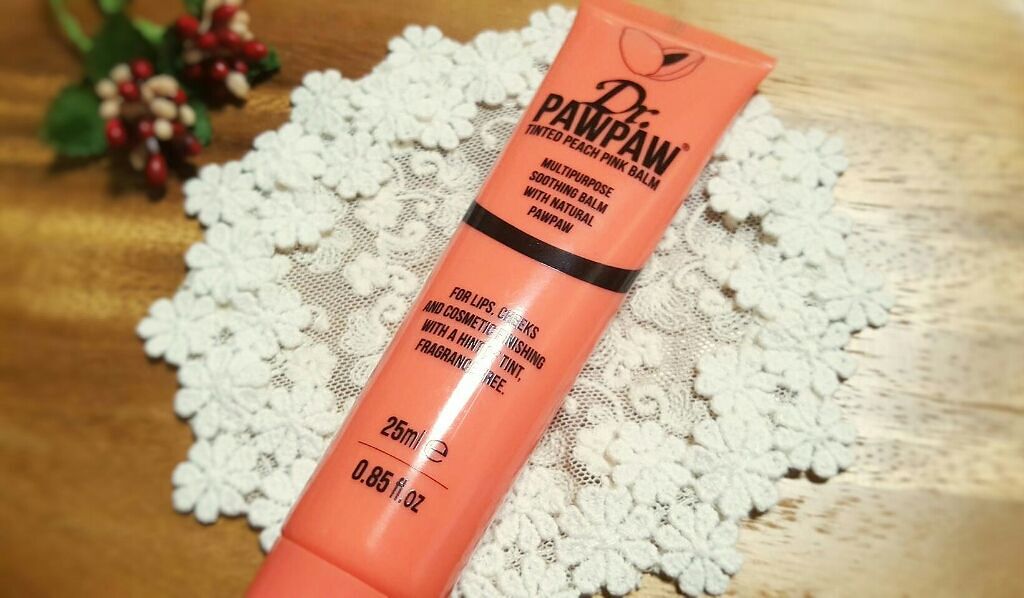 Dr.
PAWPAW®
TINTED PEACH PINK BALM
MULTIPURPOSE
SOOTHING BALM
WITH NATURAL
PAWPAW
FOR LIPS, CHEEKS
AND COSMETIC FINISHING
WITH A HINT OF TINT,
FRAGRANCE FREE.
25ml ℮
0.85 fl.oz